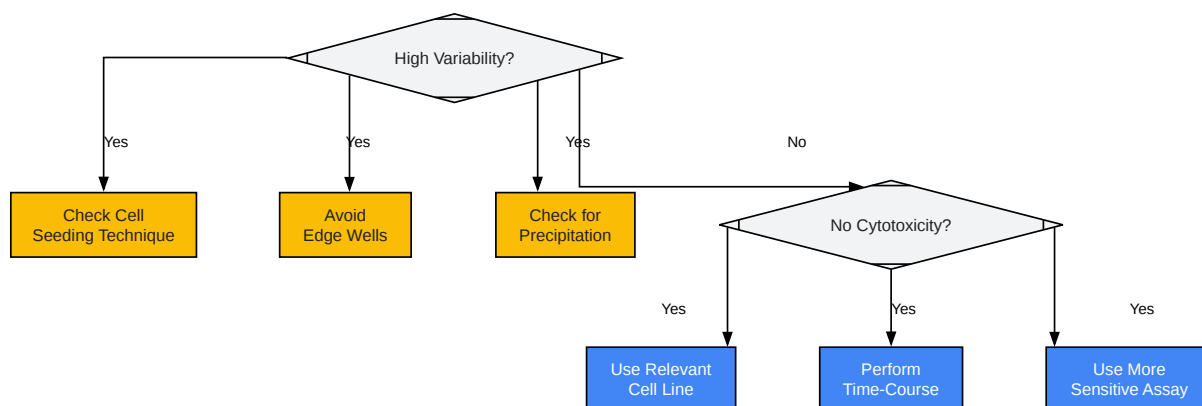 High Variability?
Yes
Yes
Yes
No
Check Cell
Seeding Technique
Avoid
Edge Wells
Check for
Precipitation
No Cytotoxicity?
Yes
Yes
Yes
Use Relevant
Cell Line
Perform
Time-Course
Use More
Sensitive Assay